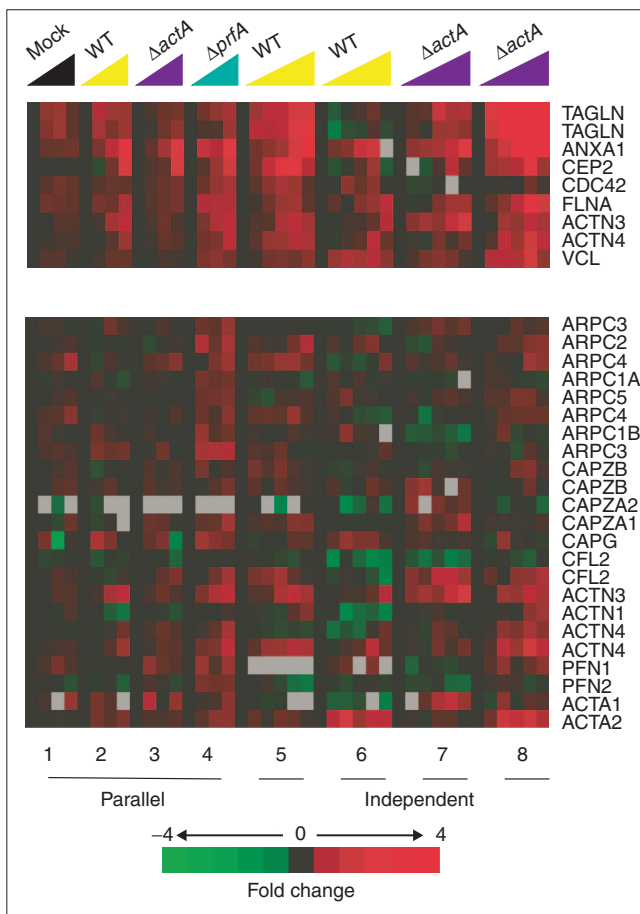 Mock WT ΔactA ΔprfA WT WT ΔactA ΔactA
TAGLN
TAGLN
ANXA1
CEP2
CDC42
FLNA
ACTN3
ACTN4
VCL
ARPC3
ARPC2
ARPC4
ARPC1A
ARPC5
ARPC4
ARPC1B
ARPC3
CAPZB
CAPZB
CAPZA2
CAPZA1
CAPG
CFL2
CFL2
ACTN3
ACTN1
ACTN4
ACTN4
PFN1
PFN2
ACTA1
ACTA2
1 2 3 4 5 6 7 8
Parallel Independent
−4 0 4
Fold change